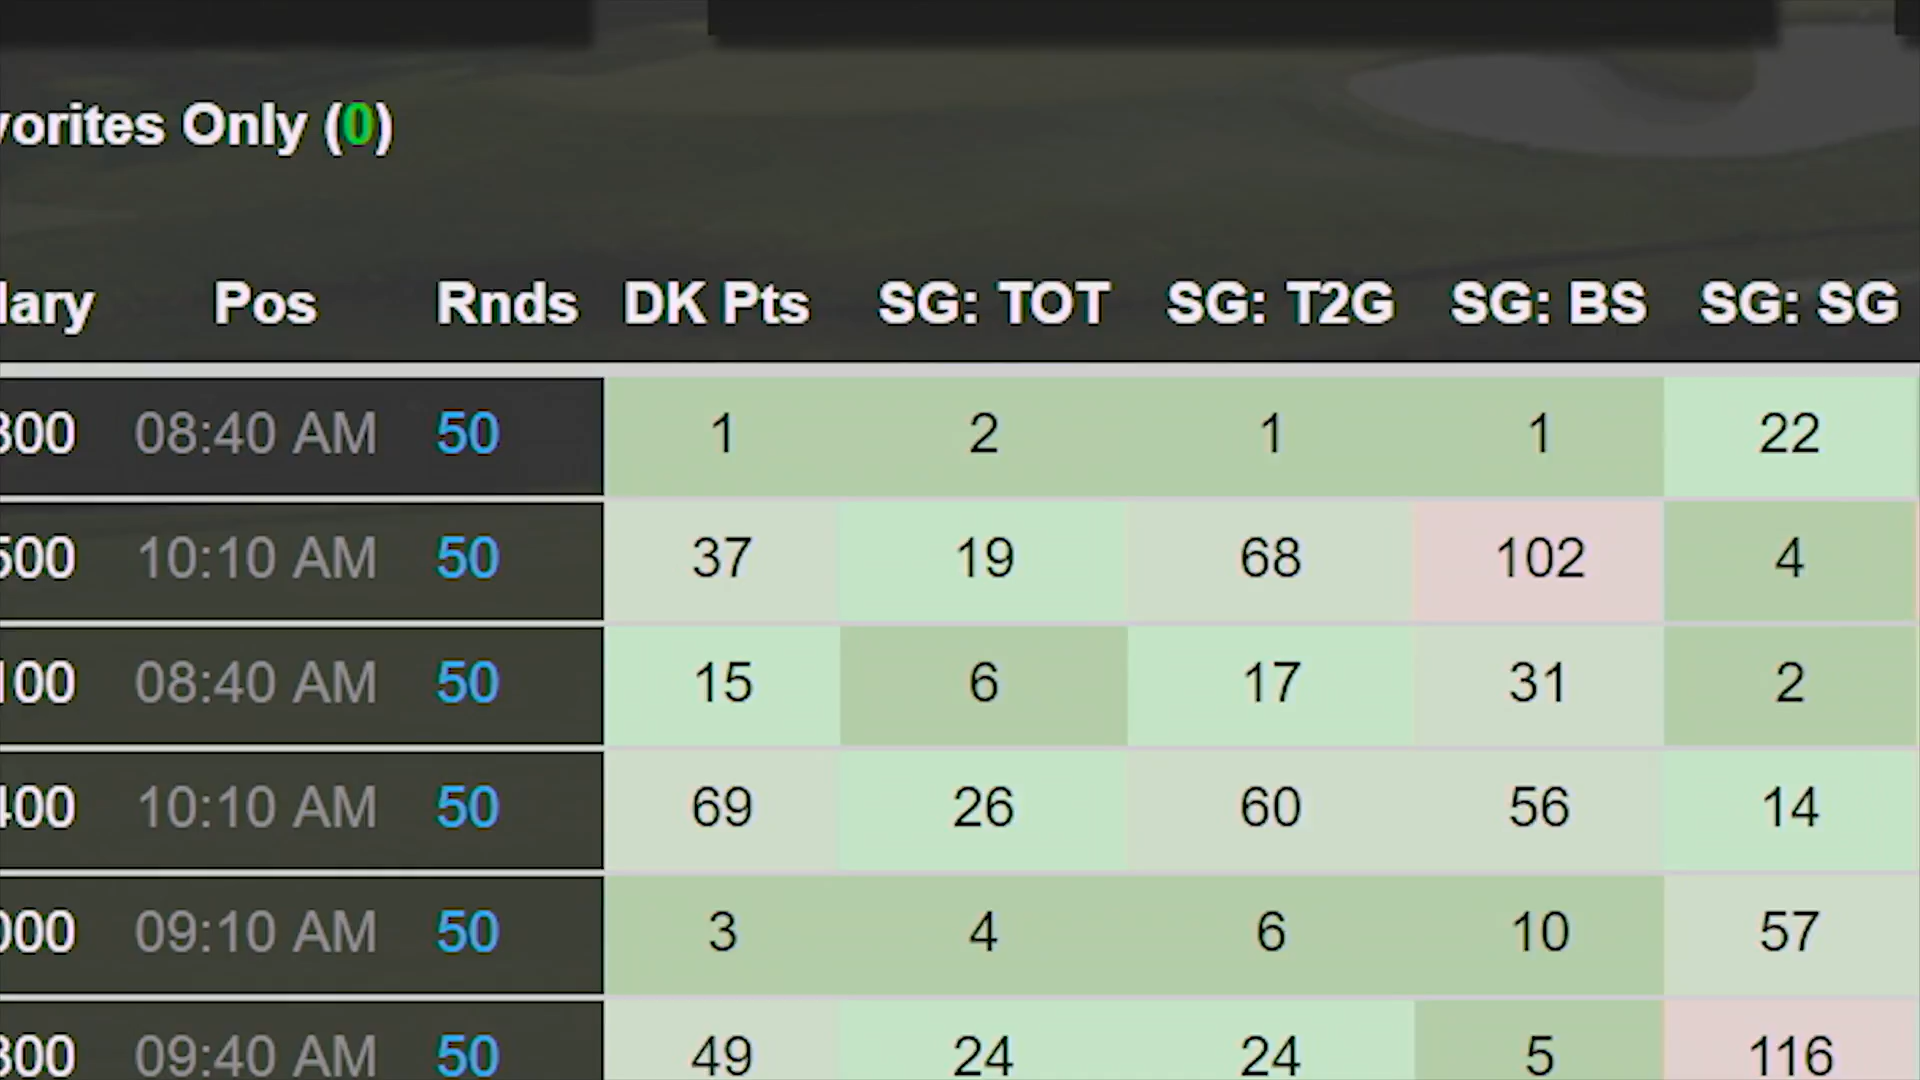 vorites Only (0)
lary Pos Rnds DK Pts SG: TOT SG: T2G SG: BS SG: SG
800 08:40 AM 50 1 2 1 1 22
500 10:10 AM 50 37 19 68 102 4
100 08:40 AM 50 15 6 17 31 2
400 10:10 AM 50 69 26 60 56 14
000 09:10 AM 50 3 4 6 10 57
800 09:40 AM 50 49 24 24 5 116